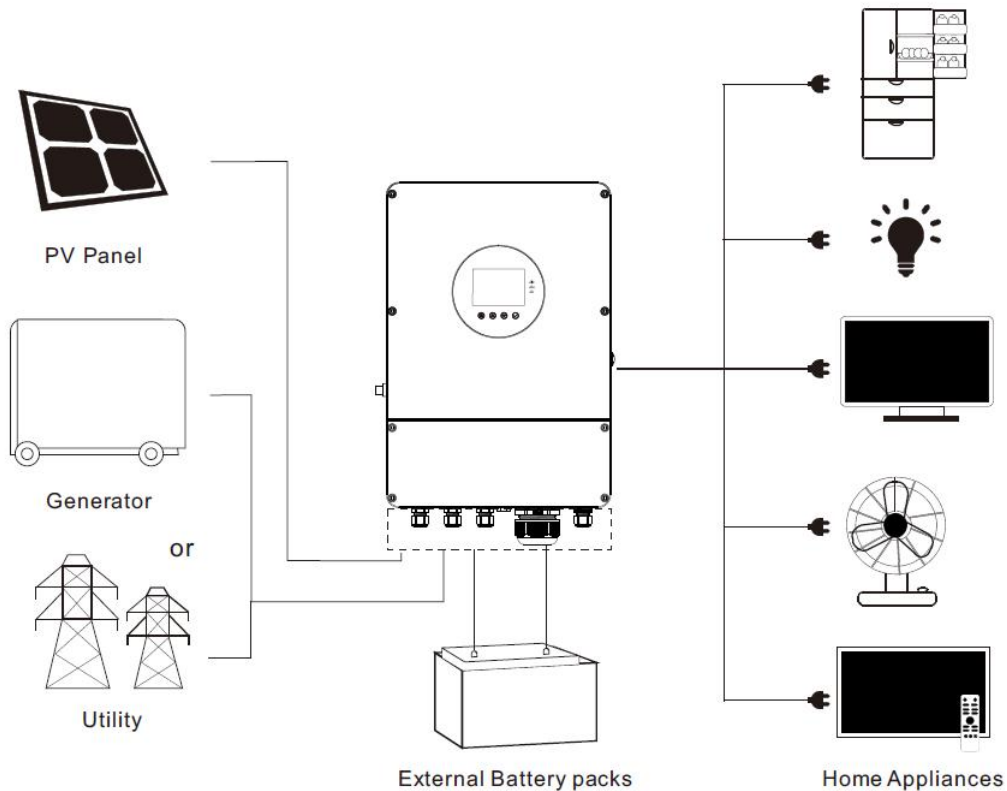 PV Panel
Generator
or
Utility
External Battery packs
Home Appliances